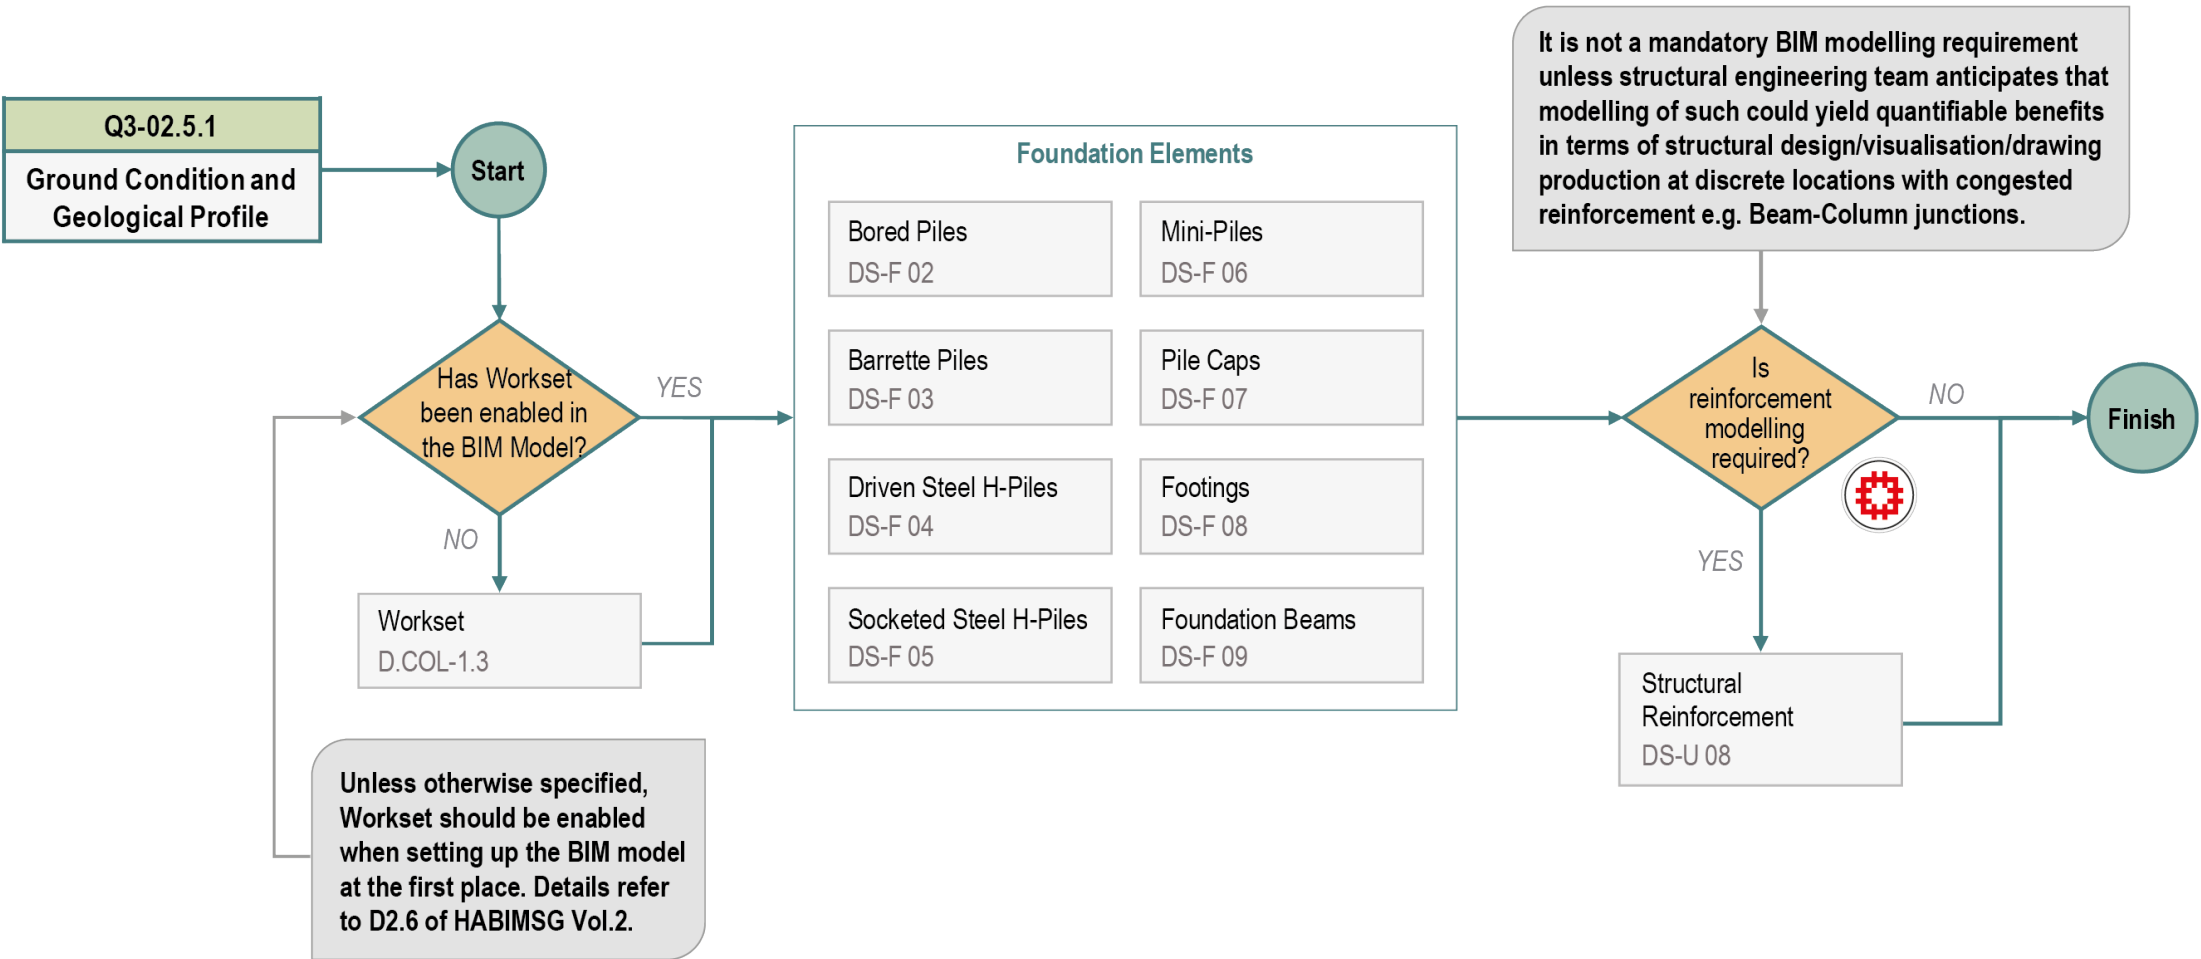 Q3-02.5.1
Ground Condition and
Geological Profile
Start
Has Workset
been enabled in
the BIM Model?
YES
NO
Workset
D.COL-1.3
Unless otherwise specified,
Workset should be enabled
when setting up the BIM model
at the first place. Details refer
to D2.6 of HABIMSG Vol.2.
Foundation Elements
Bored Piles
DS-F 02
Mini-Piles
DS-F 06
Barrette Piles
DS-F 03
Pile Caps
DS-F 07
Driven Steel H-Piles
DS-F 04
Footings
DS-F 08
Socketed Steel H-Piles
DS-F 05
Foundation Beams
DS-F 09
It is not a mandatory BIM modelling requirement
unless structural engineering team anticipates that
modelling of such could yield quantifiable benefits
in terms of structural design/visualisation/drawing
production at discrete locations with congested
reinforcement e.g. Beam-Column junctions.
Is
reinforcement
modelling
required?
NO
YES
Structural
Reinforcement
DS-U 08
Finish